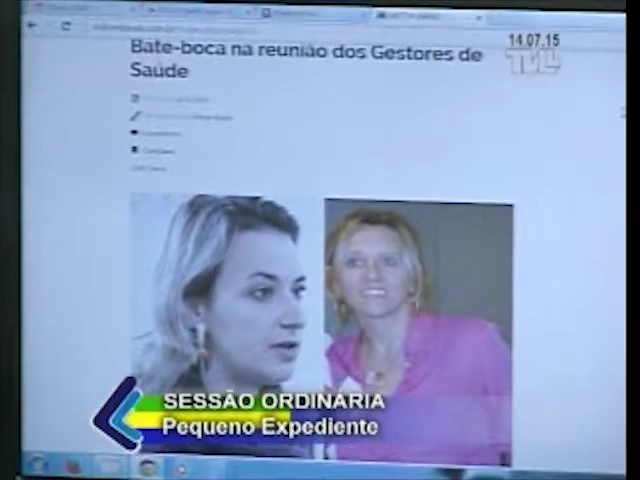 Bate-boca na reunião dos Gestores de
Saúde
14.07.15
TVL
SESSÃO ORDINÁRIA
Pequeno Expediente